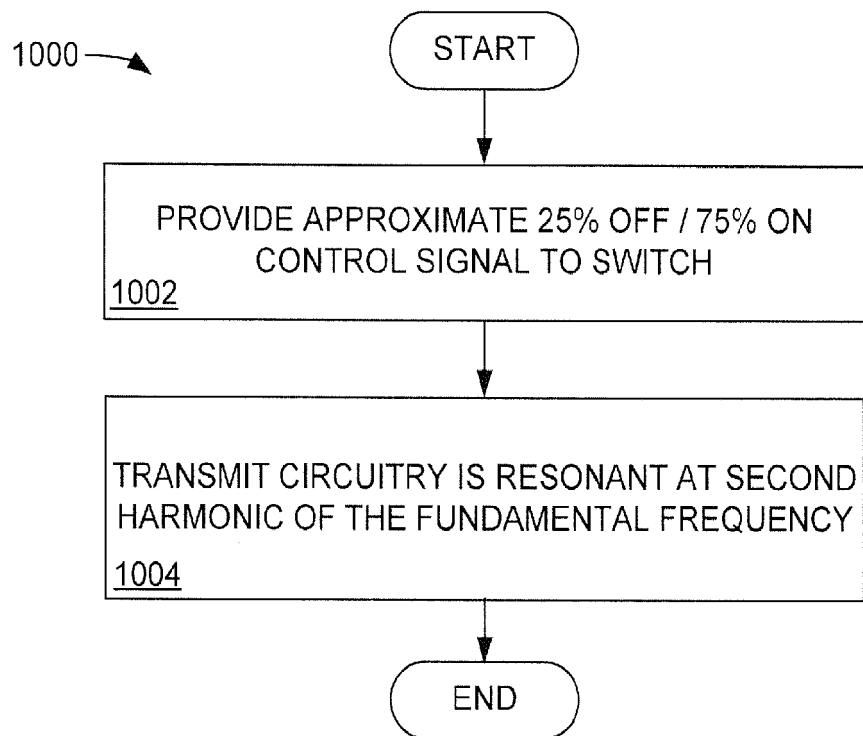 1000
START
PROVIDE APPROXIMATE 25% OFF / 75% ON
CONTROL SIGNAL TO SWITCH
1002
TRANSMIT CIRCUITRY IS RESONANT AT SECOND
HARMONIC OF THE FUNDAMENTAL FREQUENCY
1004
END